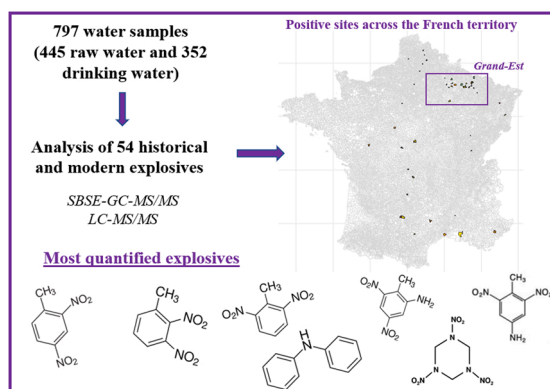 797 water samples
(445 raw water and 352
drinking water)
Analysis of 54 historical
and modern explosives
SBSE-GC-MS/MS
LC-MS/MS
Positive sites across the French territory
Grand-Est
Most quantified explosives
CH3
NO2
NO2
CH3
NO2
NO2
CH3
O2N
NO2
H
N
CH3
O2N
NH2
NO2
NO2
N
N
N
O2N
NO2
CH3
O2N
NO2
NH2